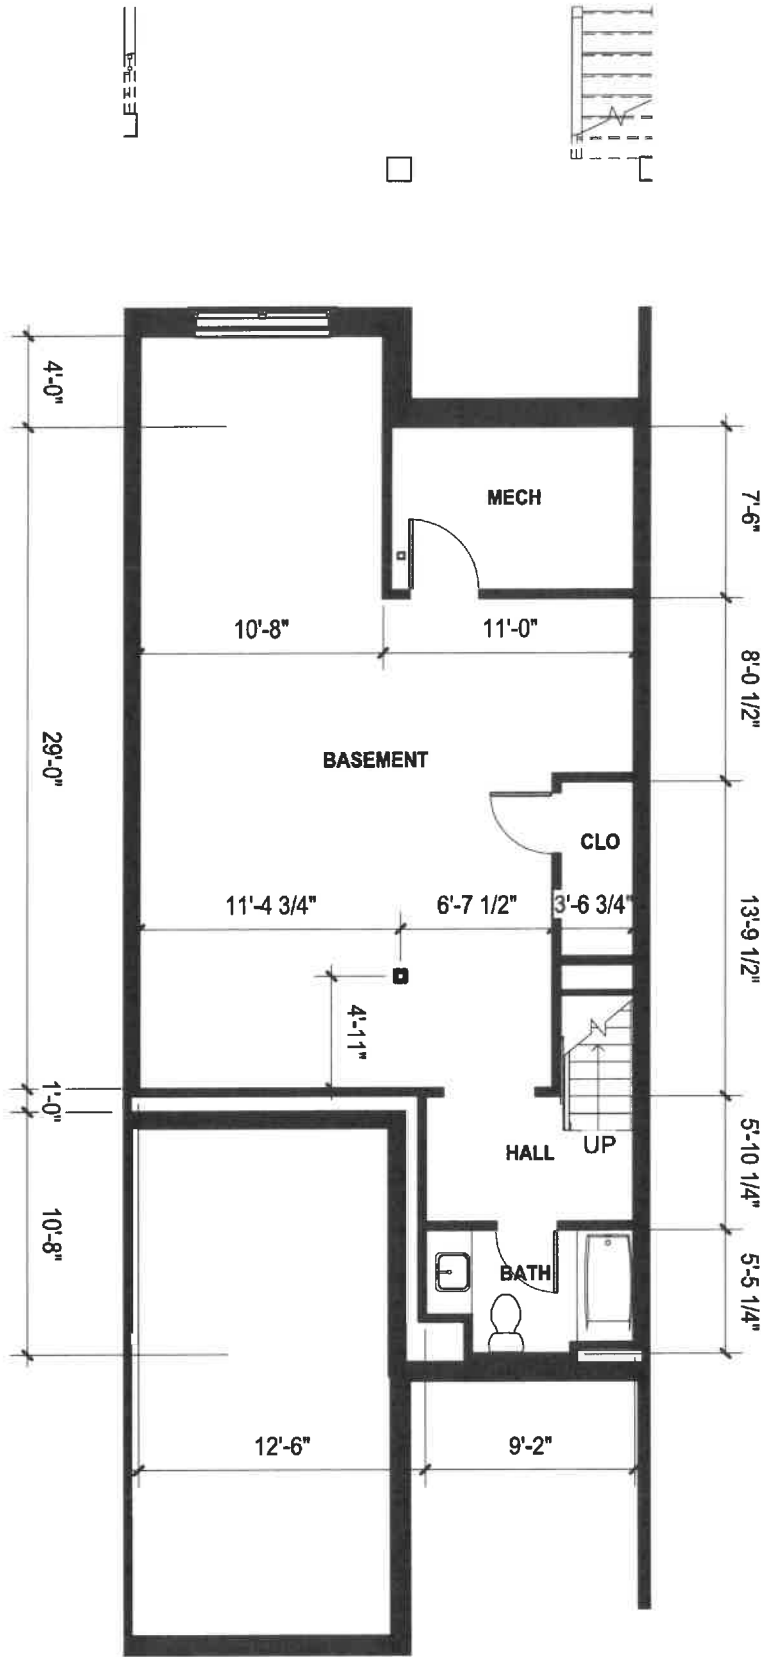 4'-0"
MECH
7'-6"
10'-8"
11'-0"
8'-0 1/2"
29'-0"
BASEMENT
CLO
11'-4 3/4"
6'-7 1/2"
3'-6 3/4"
13'-9 1/2"
4'-11"
1'-0"
HALL
UP
5'-10 1/4"
10'-8"
BATH
5'-5 1/4"
12'-6"
9'-2"